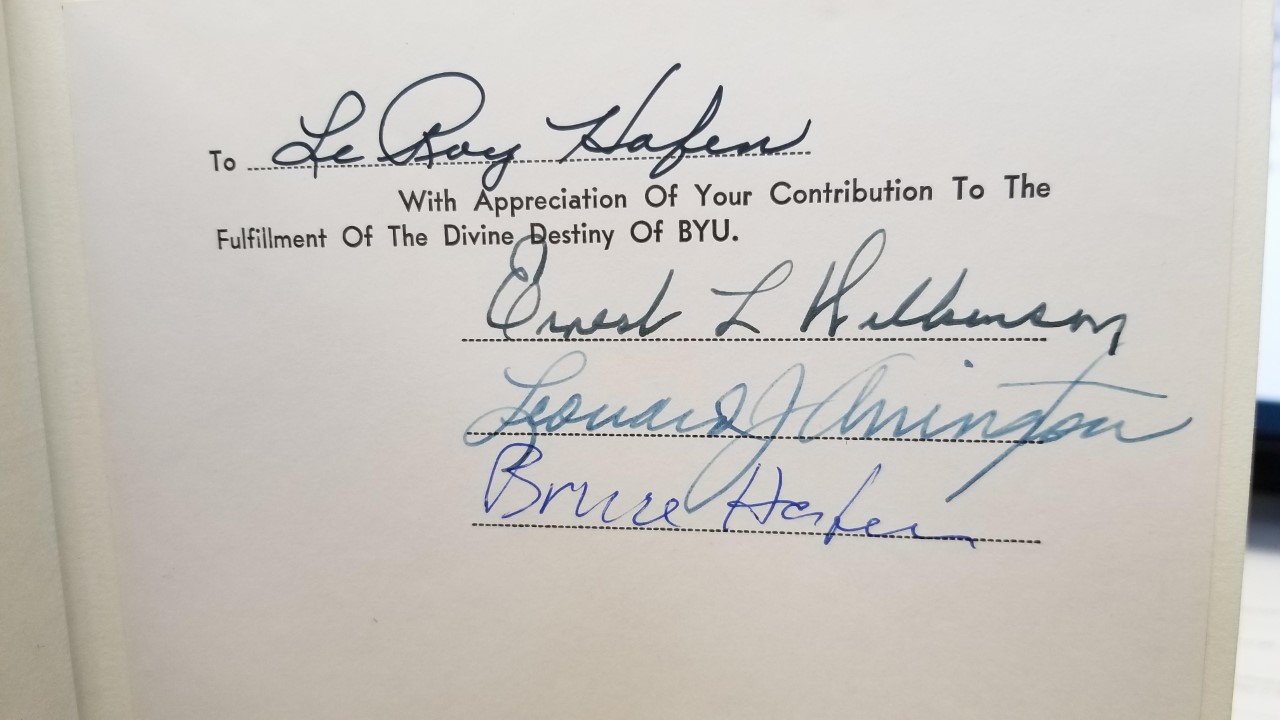 To Le Roy Hafen
With Appreciation Of Your Contribution To The
Fulfillment Of The Divine Destiny Of BYU.
Ernest L Wilkinson
Leonard J Arrington
Bruce Hafen